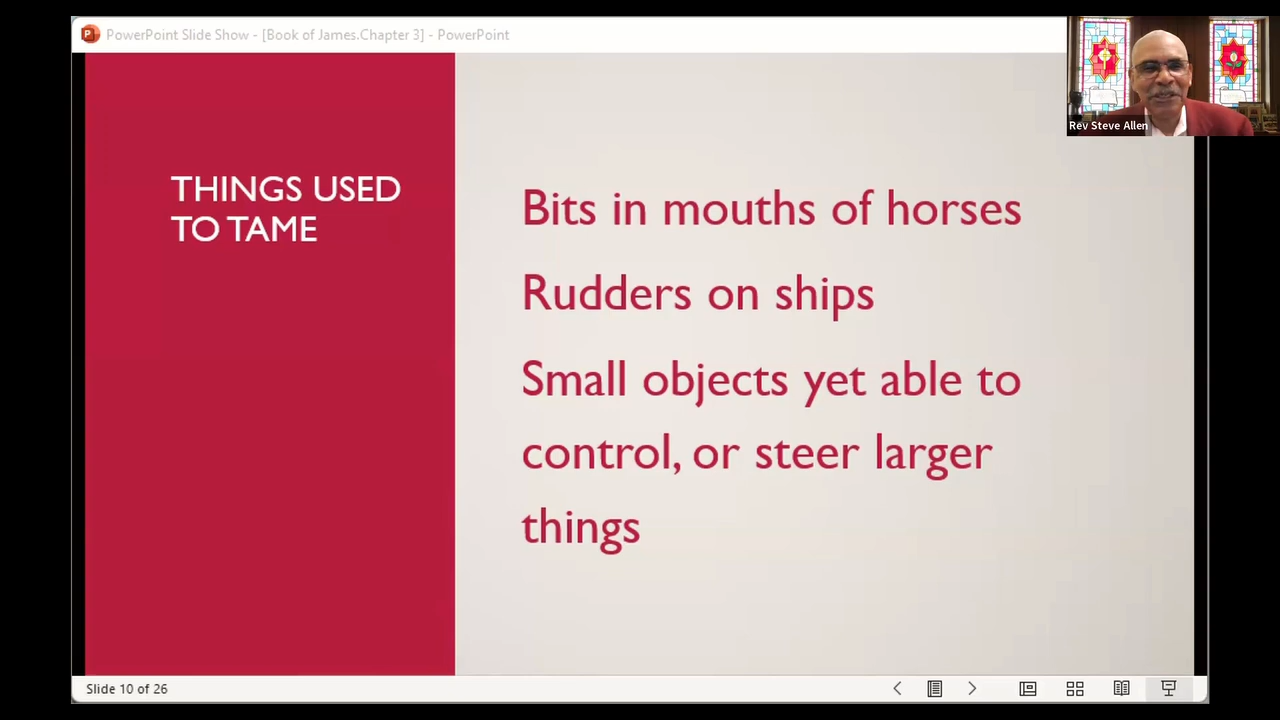 PowerPoint Slide Show - [Book of James.Chapter 3] - PowerPoint
Rev Steve Allen
THINGS USED
TO TAME
Bits in mouths of horses
Rudders on ships
Small objects yet able to
control, or steer larger
things
Slide 10 of 26